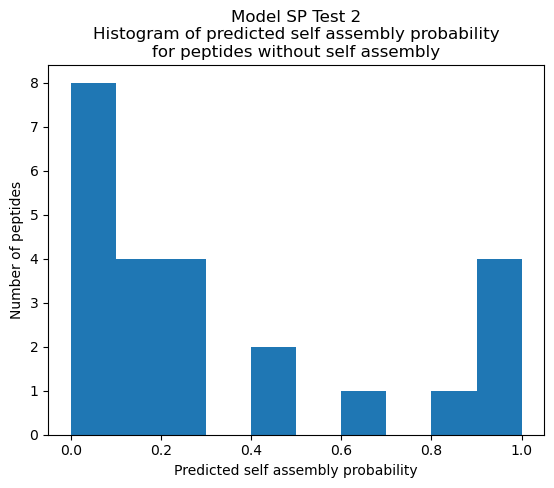 Model SP Test 2
Histogram of predicted self assembly probability
for peptides without self assembly
8
7
6
5
4
3
2
1
0
Number of peptides
0.0 0.2 0.4 0.6 0.8 1.0
Predicted self assembly probability